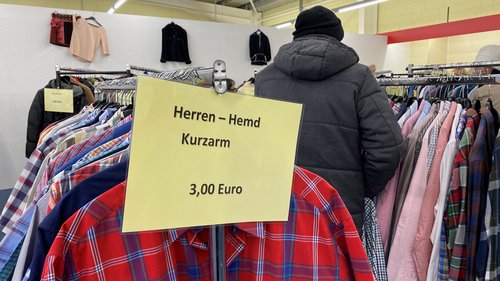 Herren – Hemd
Kurzarm
3,00 Euro